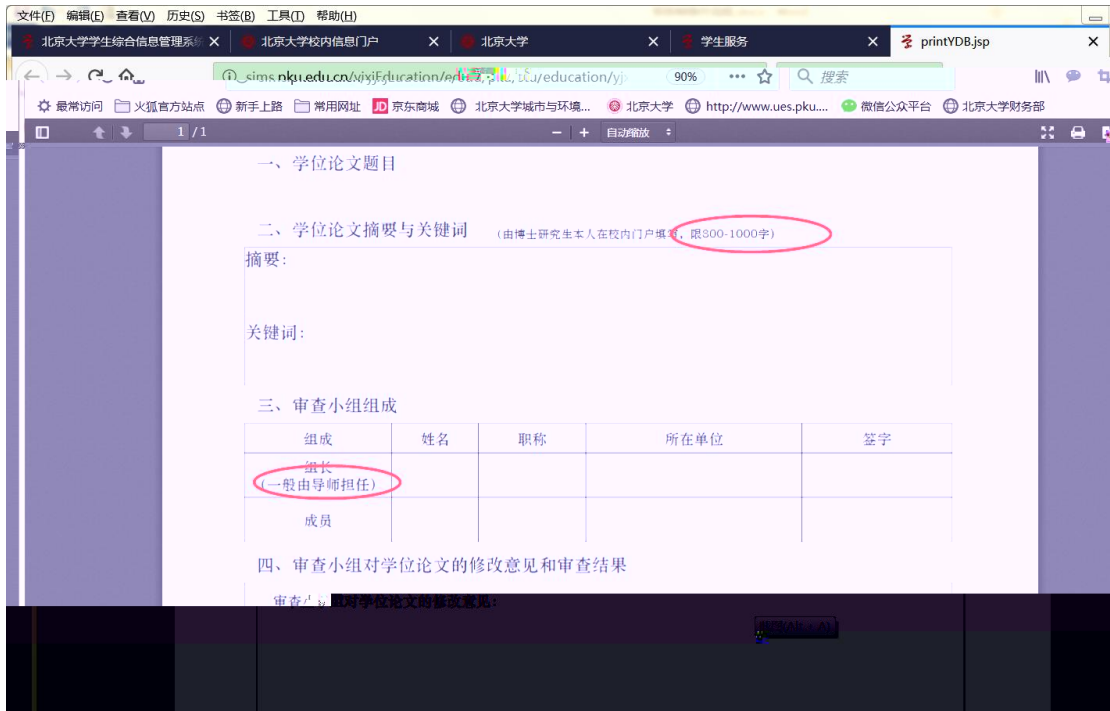 文件(F) 编辑(E) 查看(V) 历史(S) 书签(B) 工具(T) 帮助(H)
北京大学学生综合信息管理系统 北京大学校内信息门户 北京大学 学生服务 printYDB.jsp
90% 搜索
最常访问 火狐官方站点 新手上路 常用网址 JD 京东商城 北京大学城市与环境... 北京大学 http://www.ues.pku.... 微信公众平台 北京大学财务部
1 / 1 自动缩放
一、学位论文题目
二、学位论文摘要与关键词 (由博士研究生本人在校内门户填写，限800-1000字)
摘要：
关键词：
三、审查小组组成
组成 姓名 职称 所在单位 签字
组长
(一般由导师担任)
成员
四、审查小组对学位论文的修改意见和审查结果
审查小组对学位论文的修改意见：